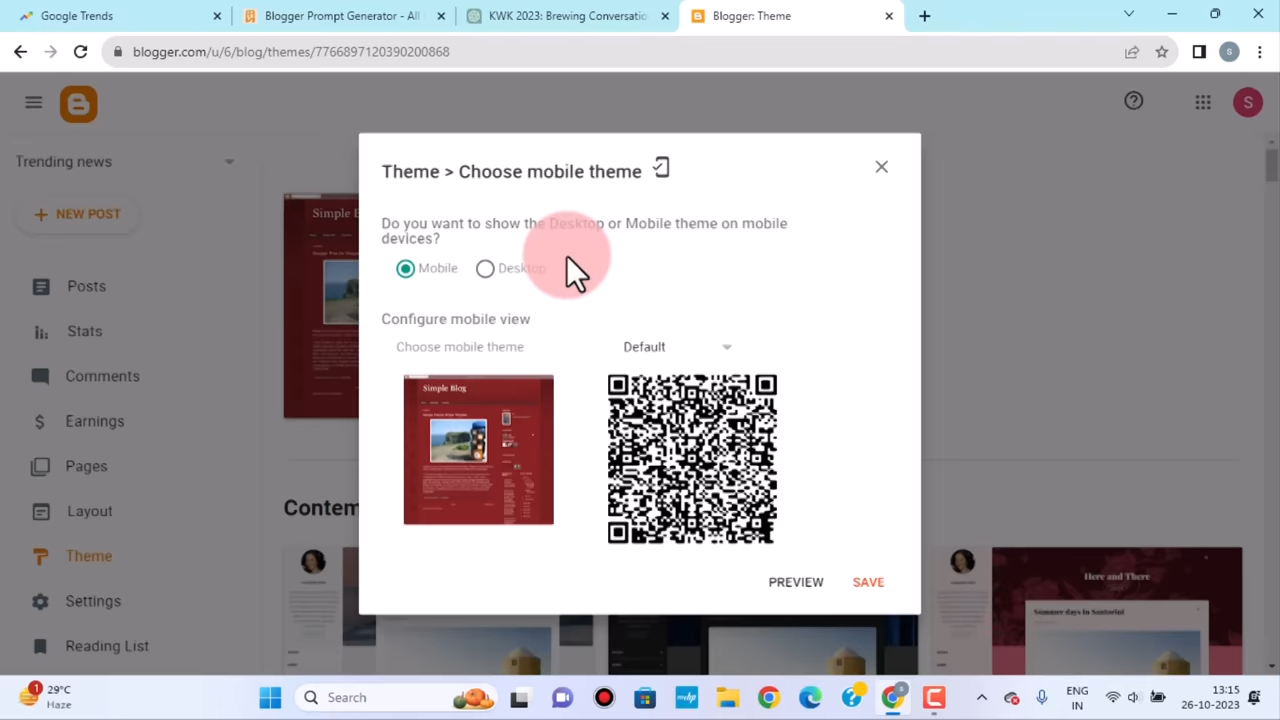 Google Trends
Blogger Prompt Generator - All
KWK 2023: Brewing Conversatio
Blogger: Theme
blogger.com/u/6/blog/themes/7766897120390200868
S
S
Trending news
NEW POST
Posts
Stats
Comments
Earnings
Pages
Layout
Theme
Settings
Reading List
Simple
Theme > Choose mobile theme
Do you want to show the Desktop or Mobile theme on mobile
devices?
Mobile
Desktop
Configure mobile view
Choose mobile theme
Default
Simple Blog
PREVIEW
SAVE
Contem
Here and There
Summer days in Santorini
1
29°C
Haze
Search
myhp
ENG
IN
13:15
26-10-2023